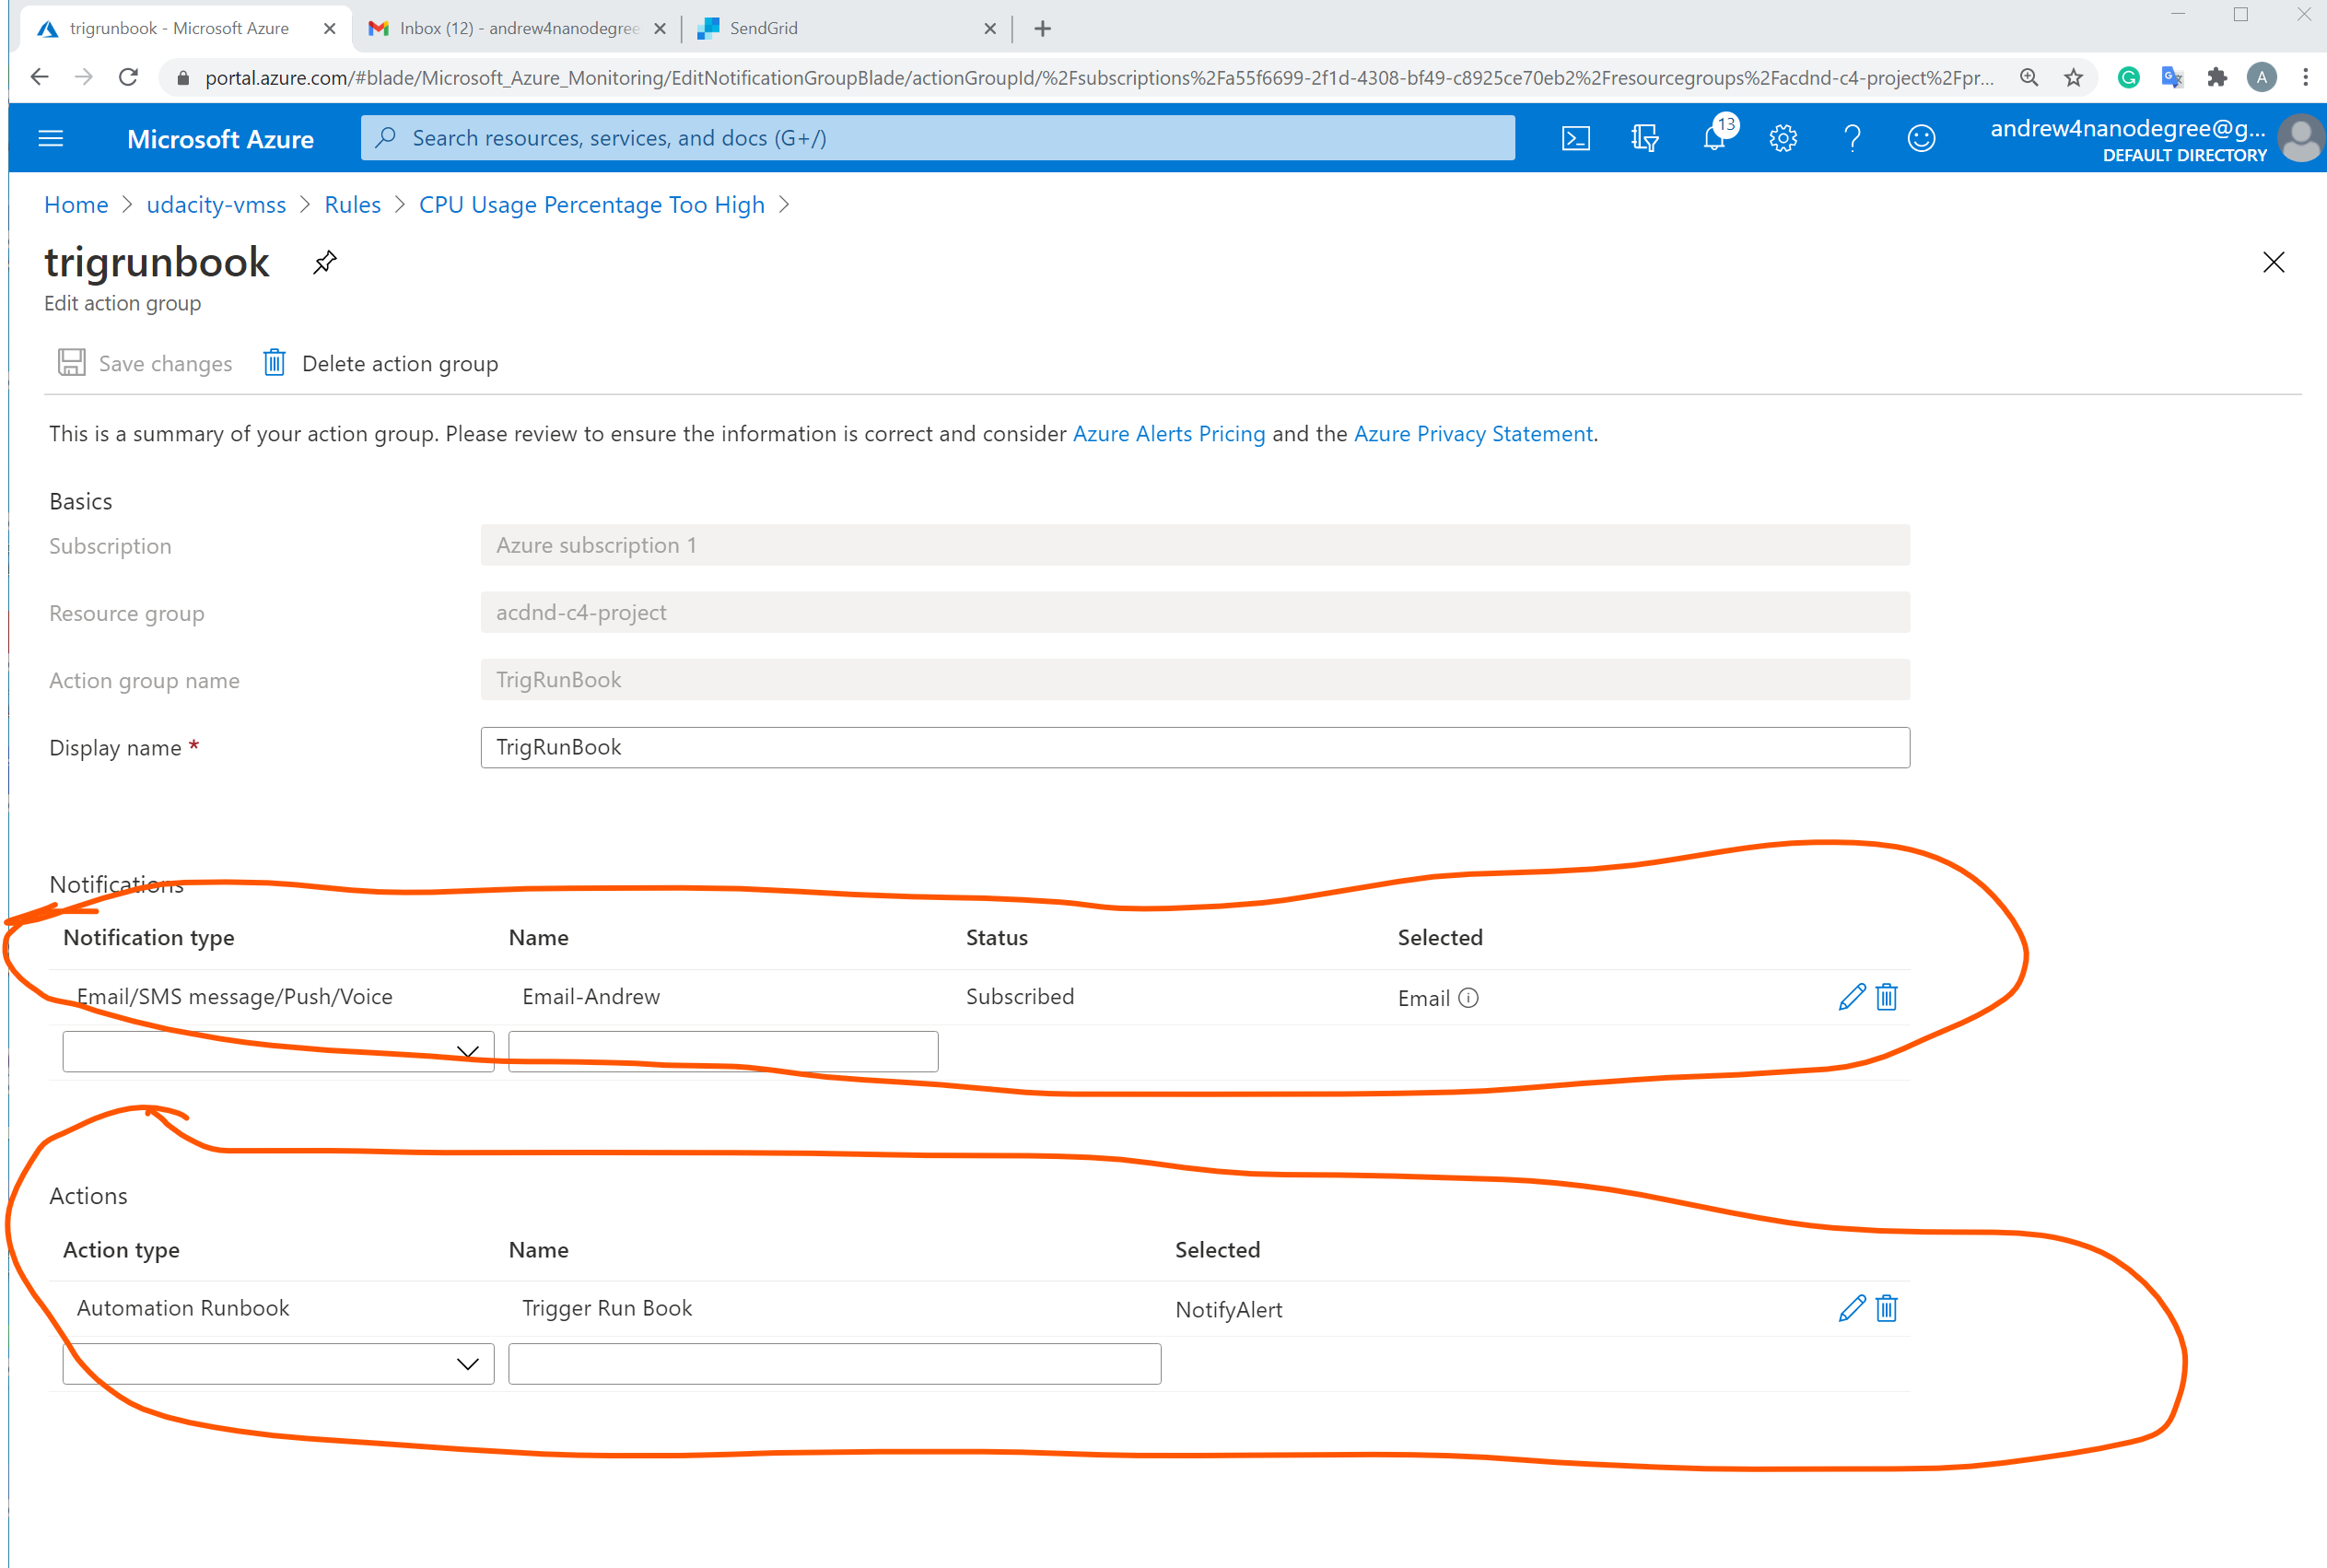 trigrunbook - Microsoft Azure
Inbox (12) - andrew4nanodegree
SendGrid
portal.azure.com/#blade/Microsoft_Azure_Monitoring/EditNotificationGroupBlade/actionGroupId/%2Fsubscriptions%2Fa55f6699-2f1d-4308-bf49-c8925ce70eb2%2Fresourcegroups%2Facdnd-c4-project%2Fpr...
A
Microsoft Azure
Search resources, services, and docs (G+/)
13
andrew4nanodegree@g...
DEFAULT DIRECTORY
Home > udacity-vmss > Rules > CPU Usage Percentage Too High >
trigrunbook
Edit action group
Save changes
Delete action group
This is a summary of your action group. Please review to ensure the information is correct and consider Azure Alerts Pricing and the Azure Privacy Statement.
Basics
Subscription
Azure subscription 1
Resource group
acdnd-c4-project
Action group name
TrigRunBook
Display name *
TrigRunBook
Notifications
Notification type Name Status Selected
Email/SMS message/Push/Voice Email-Andrew Subscribed Email
Actions
Action type Name Selected
Automation Runbook Trigger Run Book NotifyAlert